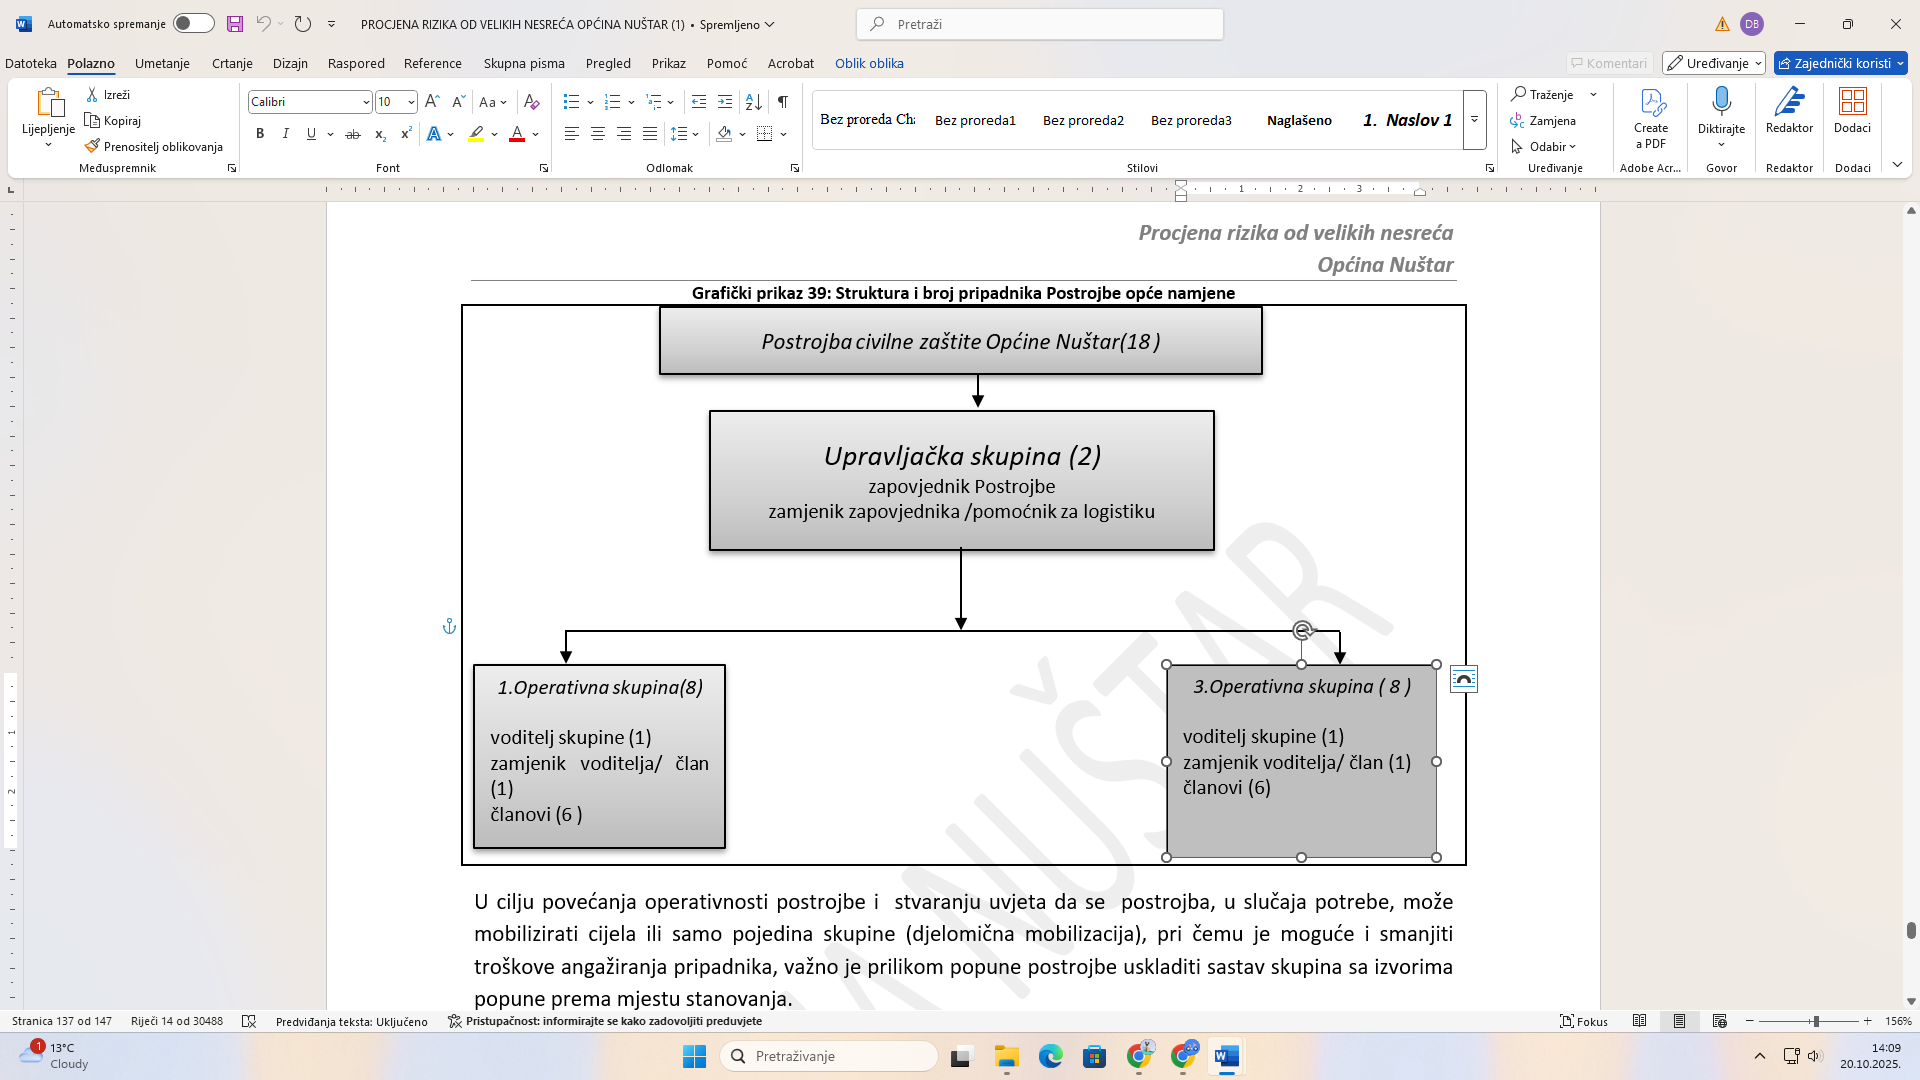 Automatsko spremanje
PROCJENA RIZIKA OD VELIKIH NESREĆA OPĆINA NUŠTAR (1) • Spremljeno
Pretraži
DB
Datoteka Polazno Umetanje Crtanje Dizajn Raspored Reference Skupna pisma Pregled Prikaz Pomoć Acrobat Oblik oblika
Komentari
Uređivanje
Zajednički koristi
Lijepljenje
Izreži
Kopiraj
Prenositelj oblikovanja
Međuspremnik
Calibri 10
Font
Odlomak
Bez proreda Cha Bez proreda1 Bez proreda2 Bez proreda3 Naglašeno 1. Naslov 1
Stilovi
Traženje
Zamjena
Odabir
Uređivanje
Create a PDF
Adobe Acr...
Diktirajte
Govor
Redaktor
Redaktor
Dodaci
Dodaci
1 2 3
Procjena rizika od velikih nesreća
Općina Nuštar
Grafički prikaz 39: Struktura i broj pripadnika Postrojbe opće namjene
Postrojba civilne zaštite Općine Nuštar(18 )
Upravljačka skupina (2)
zapovjednik Postrojbe
zamjenik zapovjednika /pomoćnik za logistiku
1.Operativna skupina(8)
voditelj skupine (1)
zamjenik voditelja/ član
(1)
članovi (6 )
3.Operativna skupina ( 8 )
voditelj skupine (1)
zamjenik voditelja/ član (1)
članovi (6)
U cilju povećanja operativnosti postrojbe i stvaranju uvjeta da se postrojba, u slučaja potrebe, može
mobilizirati cijela ili samo pojedina skupine (djelomična mobilizacija), pri čemu je moguće i smanjiti
troškove angažiranja pripadnika, važno je prilikom popune postrojbe uskladiti sastav skupina sa izvorima
popune prema mjestu stanovanja.
NA NUŠTAR
Stranica 137 od 147 Riječi 14 od 30488 Predviđanja teksta: Uključeno Pristupačnost: informirajte se kako zadovoljiti preduvjete
Fokus
156%
1
13°C
Cloudy
Pretraživanje
14:09
20.10.2025.